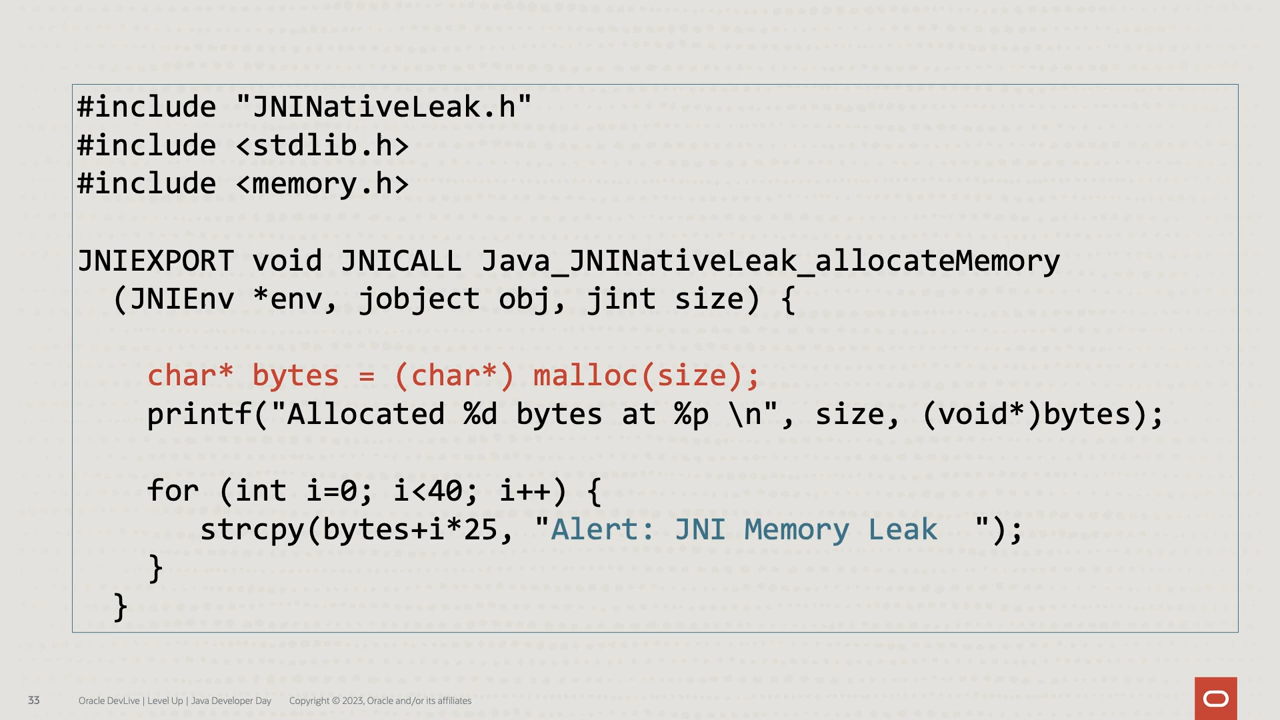 #include "JNINativeLeak.h"
#include <stdlib.h>
#include <memory.h>
JNIEXPORT void JNICALL Java_JNINativeLeak_allocateMemory
(JNIEnv *env, jobject obj, jint size) {
char* bytes = (char*) malloc(size);
printf("Allocated %d bytes at %p \n", size, (void*)bytes);
for (int i=0; i<40; i++) {
strcpy(bytes+i*25, "Alert: JNI Memory Leak  ");
}
}
33 Oracle DevLive | Level Up | Java Developer Day Copyright © 2023, Oracle and/or its affiliates